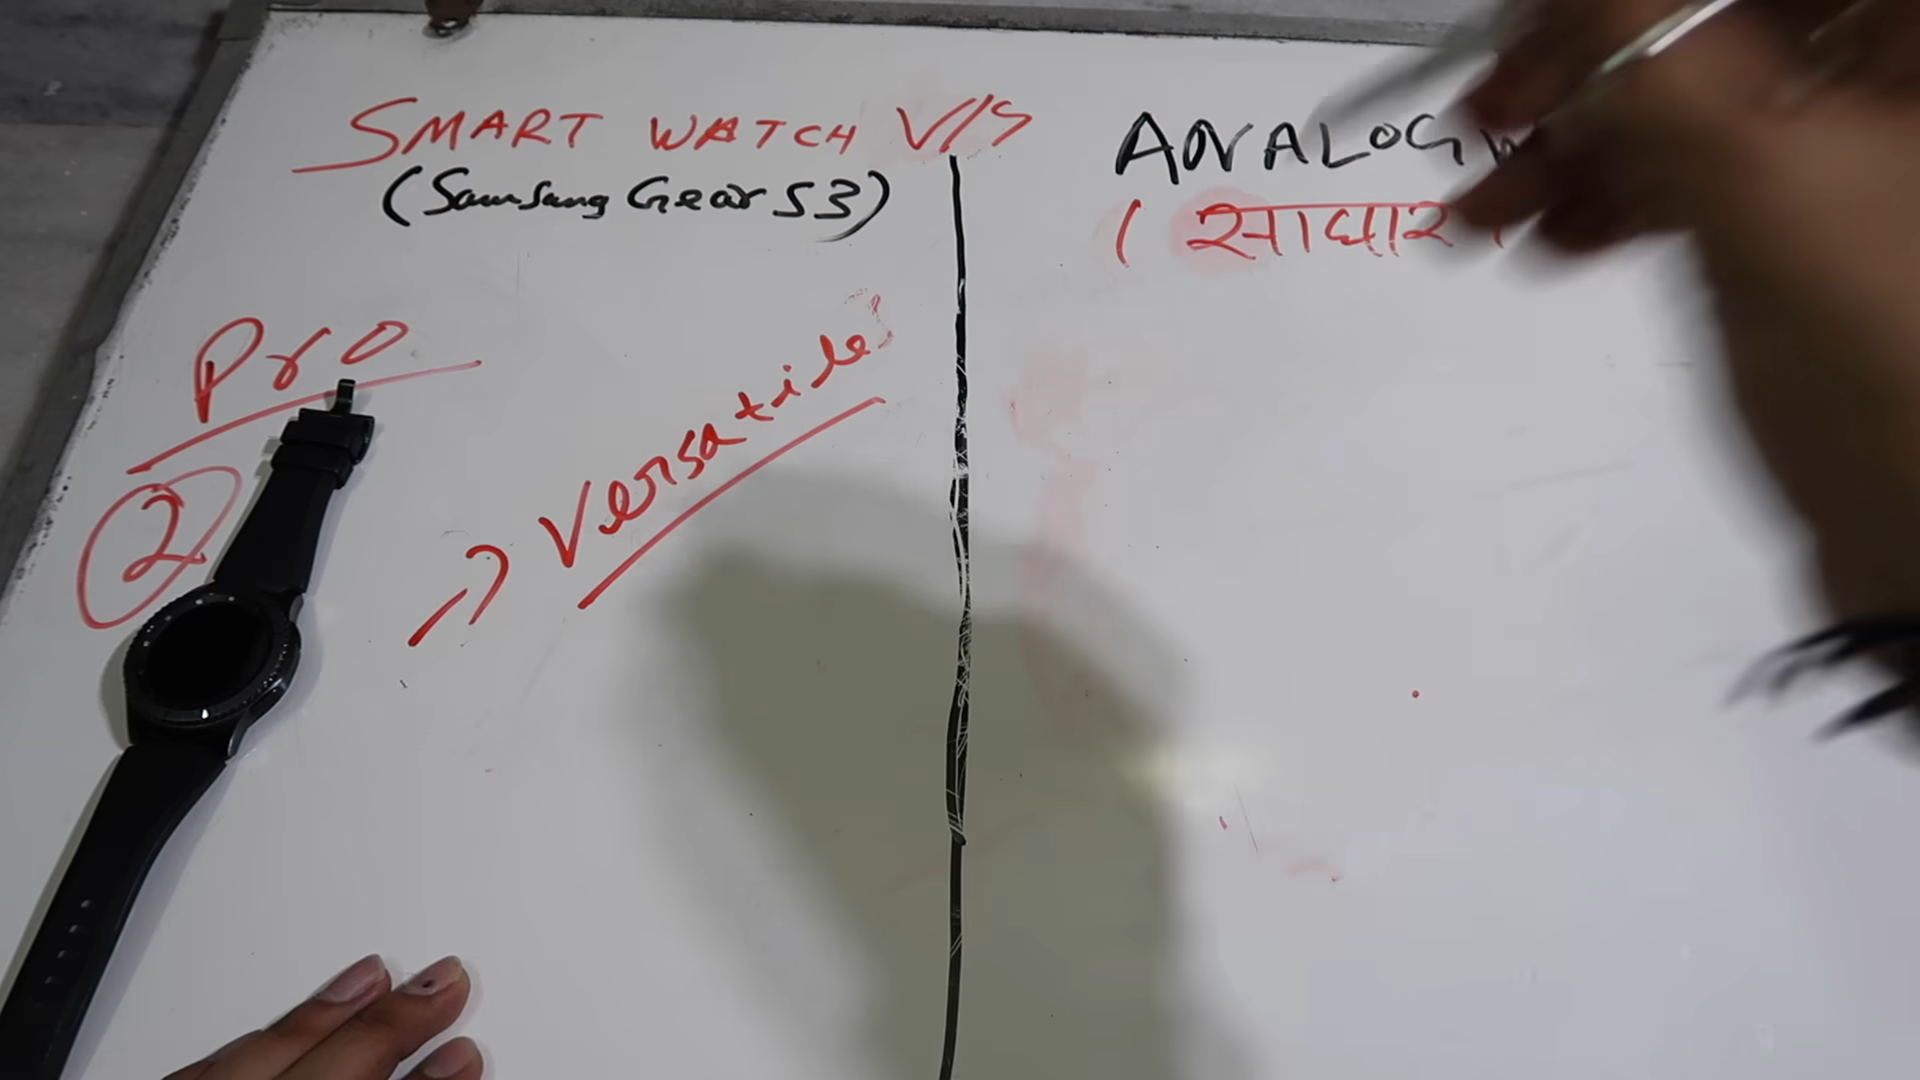 SMART WATCH V/S
(Samsung Gear S3)
ANALOG
(साधार
Pro
2
Versatile